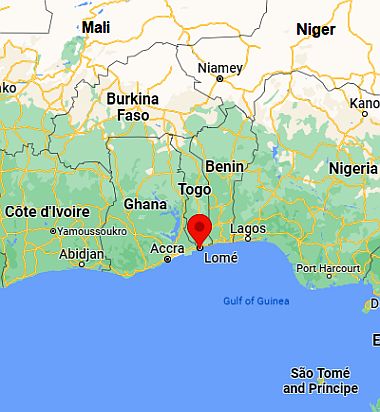 Mali
Niger
Niamey
ko
Kano
Burkina
Faso
Benin
Togo
Nigeria
Ghana
Côte d'Ivoire
Yamoussoukro
Lagos
Accra
Lomé
Abidjan
Port Harcourt
Gulf of Guinea
D
E
São Tomé
and Príncipe